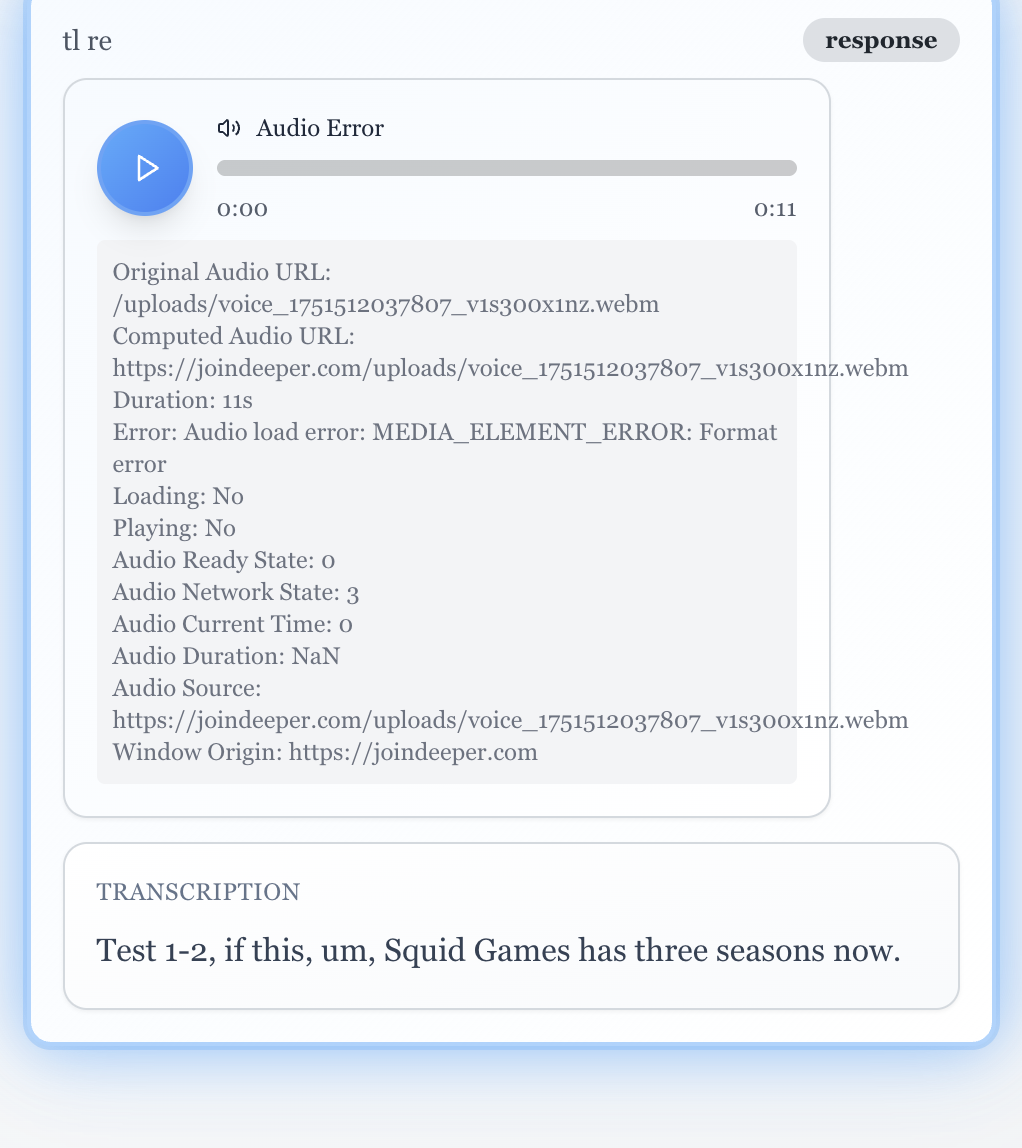 tl re
response
Audio Error
0:00
0:11
Original Audio URL:
/uploads/voice_1751512037807_v1s300x1nz.webm
Computed Audio URL:
https://joindeeper.com/uploads/voice_1751512037807_v1s300x1nz.webm
Duration: 11s
Error: Audio load error: MEDIA_ELEMENT_ERROR: Format
error
Loading: No
Playing: No
Audio Ready State: 0
Audio Network State: 3
Audio Current Time: 0
Audio Duration: NaN
Audio Source:
https://joindeeper.com/uploads/voice_1751512037807_v1s300x1nz.webm
Window Origin: https://joindeeper.com
TRANSCRIPTION
Test 1-2, if this, um, Squid Games has three seasons now.